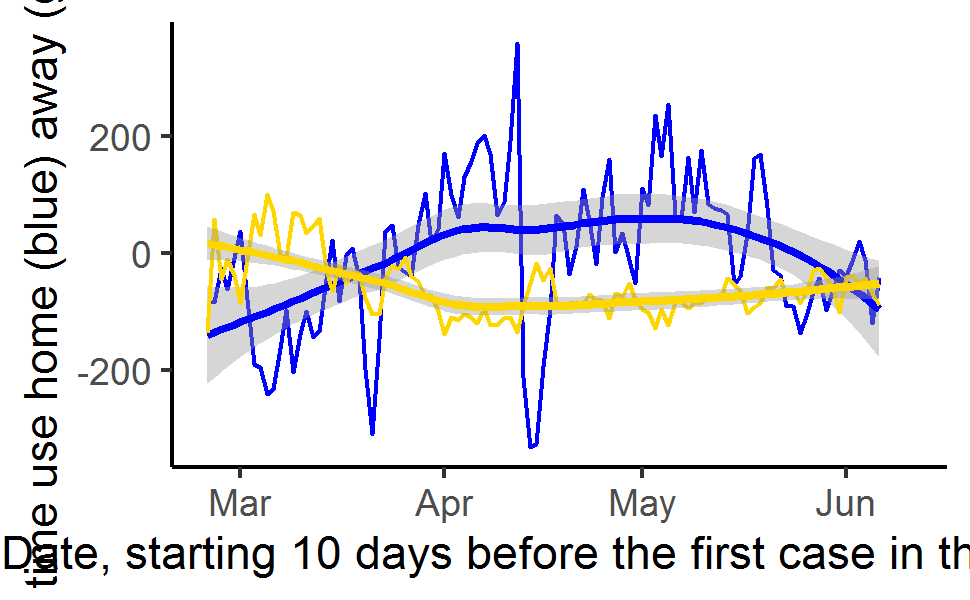 time use home (blue) away (
200
0
-200
Mar Apr May Jun
Date, starting 10 days before the first case in th